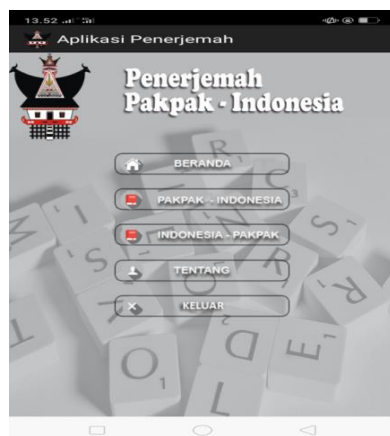 13.52
Aplikasi Penerjemah
Penerjemah
Pakpak - Indonesia
BERANDA
PAKPAK - INDONESIA
INDONESIA - PAKPAK
TENTANG
KELUAR